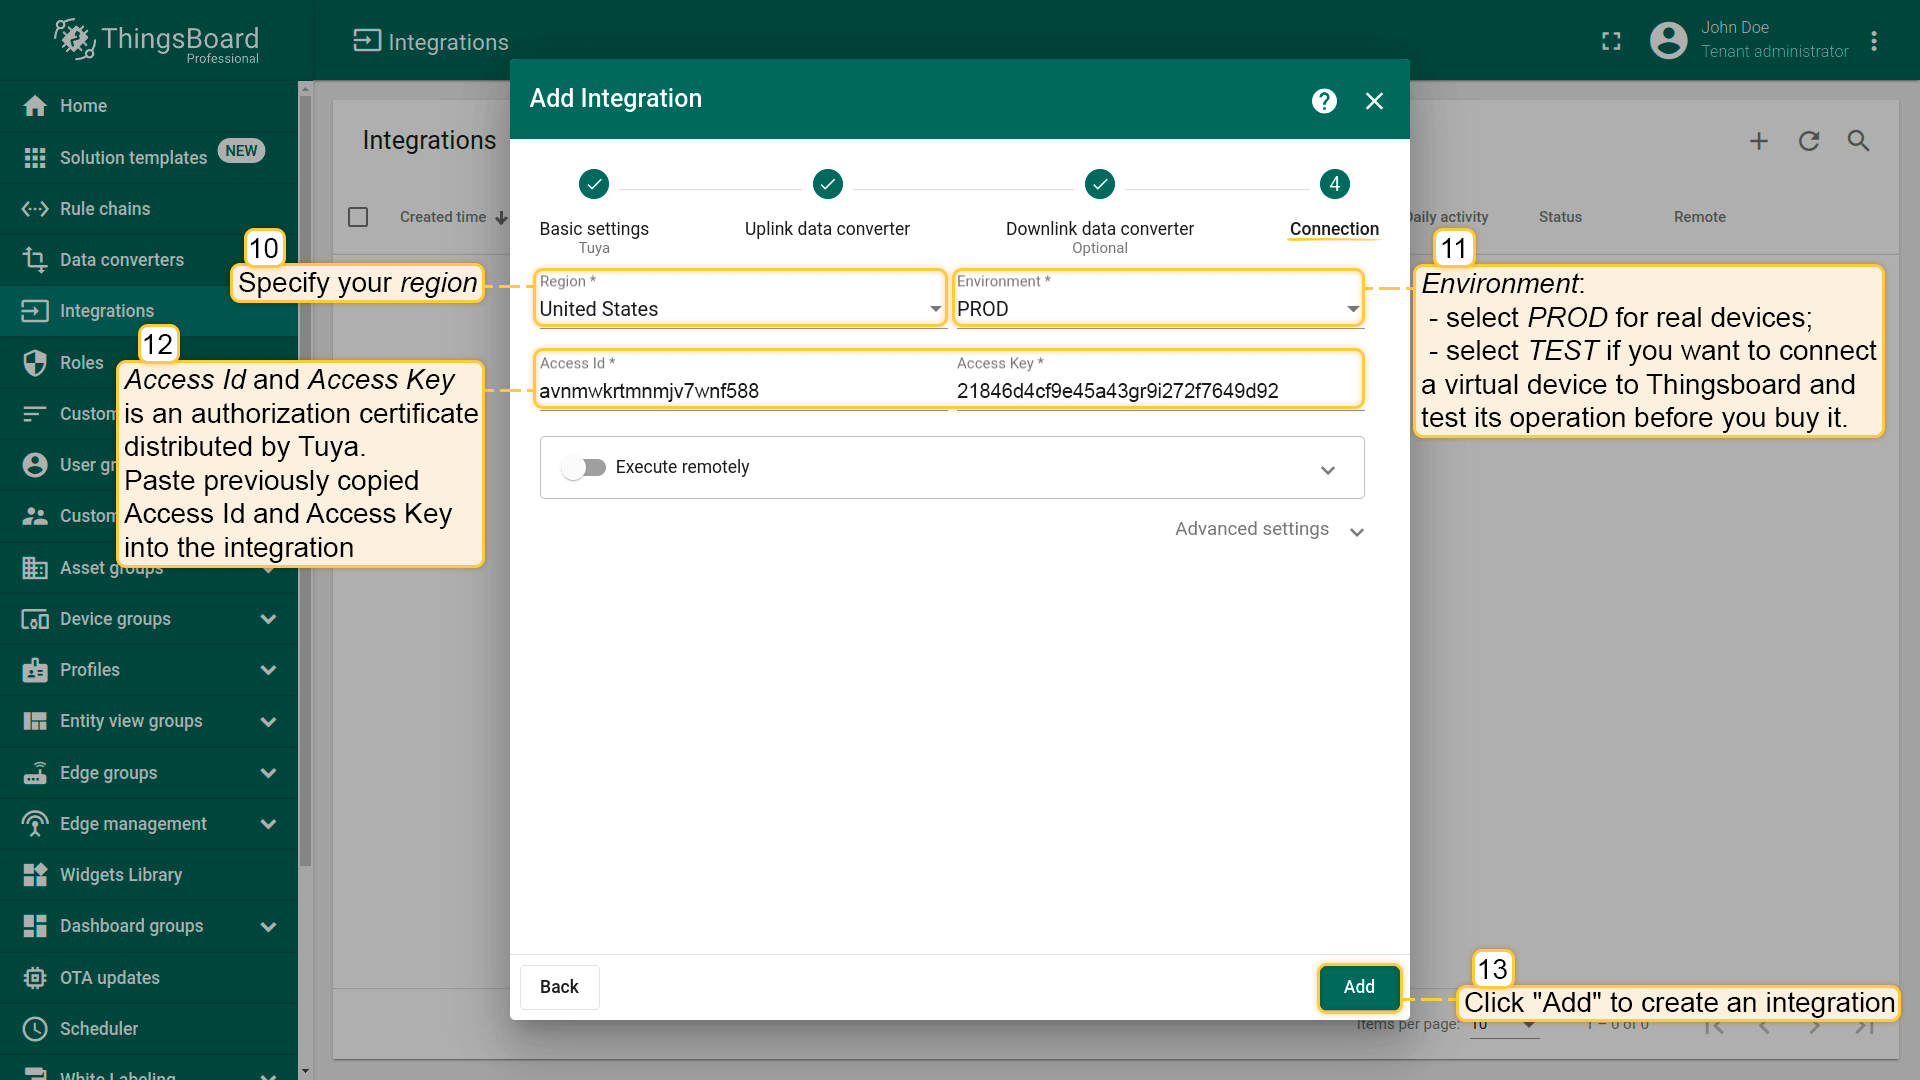 ThingsBoard
Professional
Integrations
John Doe
Tenant administrator
Home
Solution templates NEW
Rule chains
Data converters
Integrations
Roles
Custom
User gr
Custom
Asset groups
Device groups
Profiles
Entity view groups
Edge groups
Edge management
Widgets Library
Dashboard groups
OTA updates
Scheduler
White Labeling
Integrations
Created time
Daily activity
Status
Remote
Add Integration
4
Basic settings
Tuya
Uplink data converter
Downlink data converter
Optional
Connection
10
Specify your region
Region *
United States
Environment *
PROD
11
Environment:
- select PROD for real devices;
- select TEST if you want to connect
a virtual device to Thingsboard and
test its operation before you buy it.
12
Access Id and Access Key
is an authorization certificate
distributed by Tuya.
Paste previously copied
Access Id and Access Key
into the integration
Access Id *
avnmwkrtmnmjv7wnf588
Access Key *
21846d4cf9e45a43gr9i272f7649d92
Execute remotely
Advanced settings
Back
Add
13
Click "Add" to create an integration
Items per page: 10
1 – 0 of 0